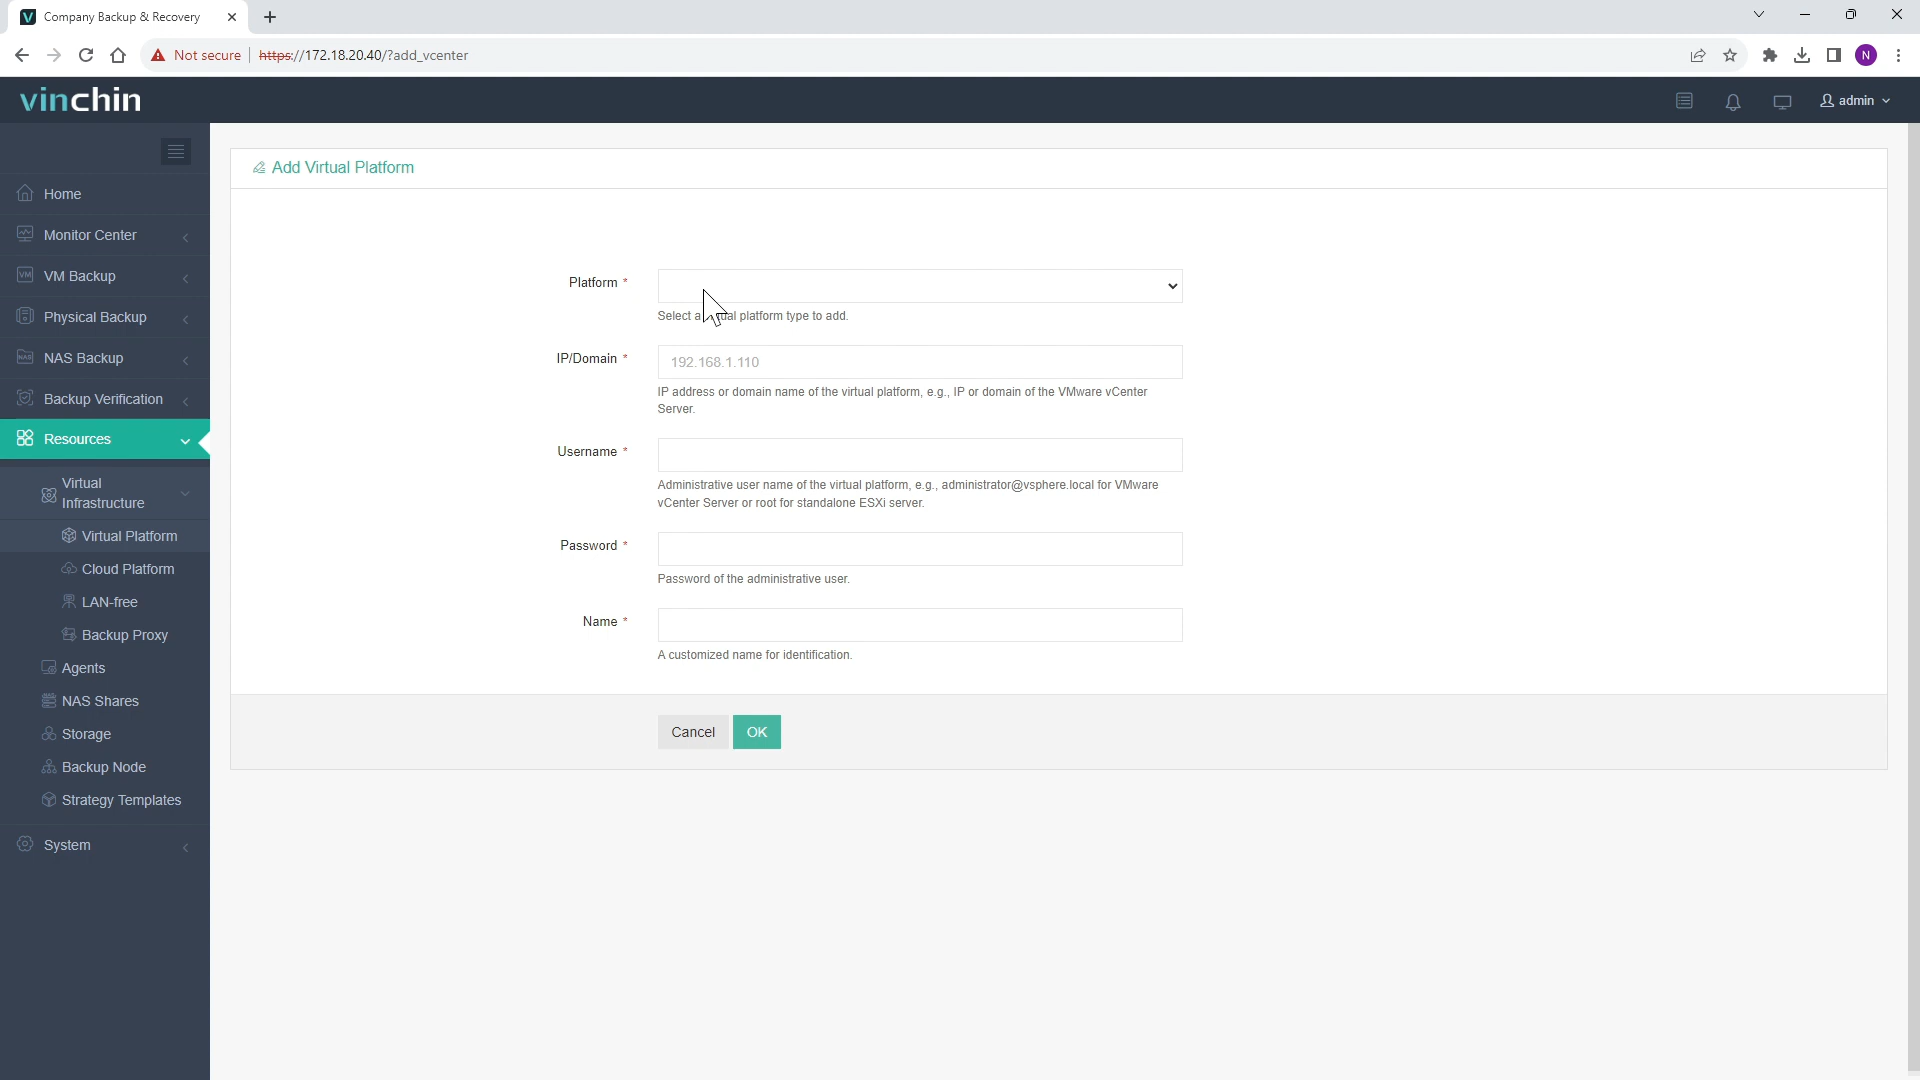 Company Backup & Recovery
Not secure
https://172.18.20.40/?add_vcenter
N
vinchin
admin
Add Virtual Platform
Home
Monitor Center
VM Backup
Physical Backup
NAS Backup
Backup Verification
Resources
Virtual
Infrastructure
Virtual Platform
Cloud Platform
LAN-free
Backup Proxy
Agents
NAS Shares
Storage
Backup Node
Strategy Templates
System
Platform *
Select a platform type to add.
IP/Domain *
192.168.1.110
IP address or domain name of the virtual platform, e.g., IP or domain of the VMware vCenter
Server.
Username *
Administrative user name of the virtual platform, e.g., administrator@vsphere.local for VMware
vCenter Server or root for standalone ESXi server.
Password *
Password of the administrative user.
Name *
A customized name for identification.
Cancel
OK